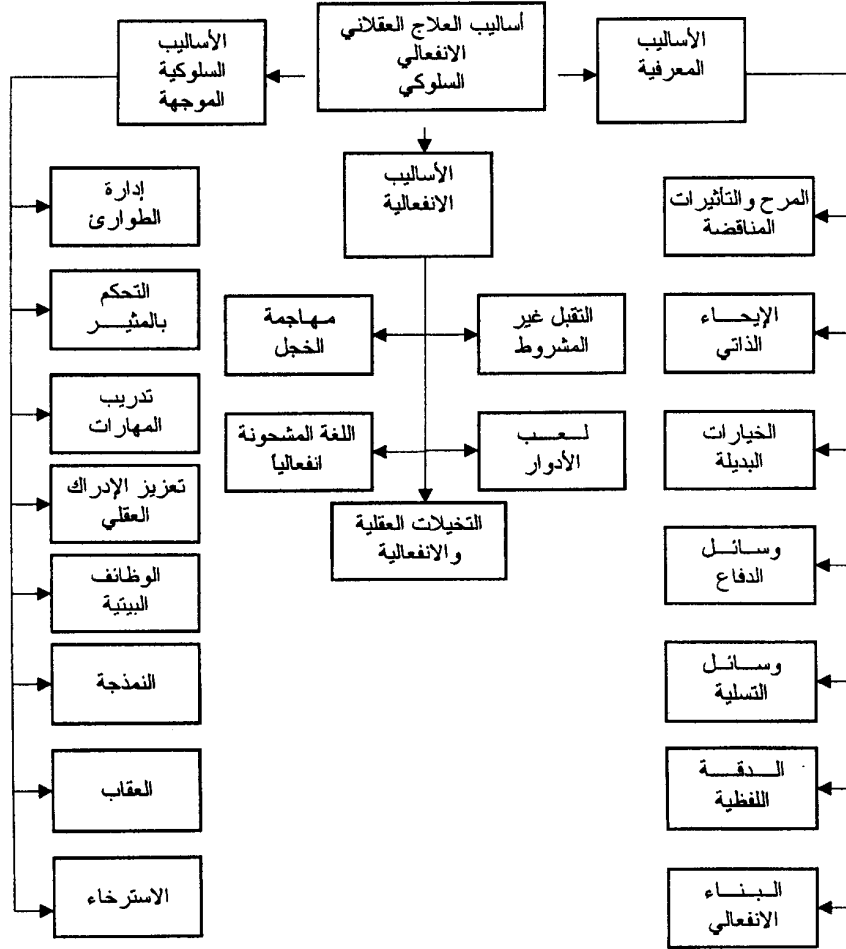 أساليب العلاج العقلاني
الانفعالي
السلوكي
الأساليب
المعرفية
الأساليب
السلوكية
الموجهة
الأساليب
الانفعالية
المرح والتأثيرات
المناقضة
الإيحاء
الذاتي
الخيارات
البديلة
وسائل
الدفاع
وسائل
التسلية
الدقة
اللفظية
البناء
الانفعالي
التقبل غير
المشروط
مهاجمة
الخجل
لعب
الأدوار
اللغة المشحونة
انفعالياً
التخيلات العقلية
والانفعالية
إدارة
الطوارئ
التحكم
بالمثير
تدريب
المهارات
تعزيز الإدراك
العقلي
الوظائف
البيتية
النمذجة
العقاب
الاسترخاء